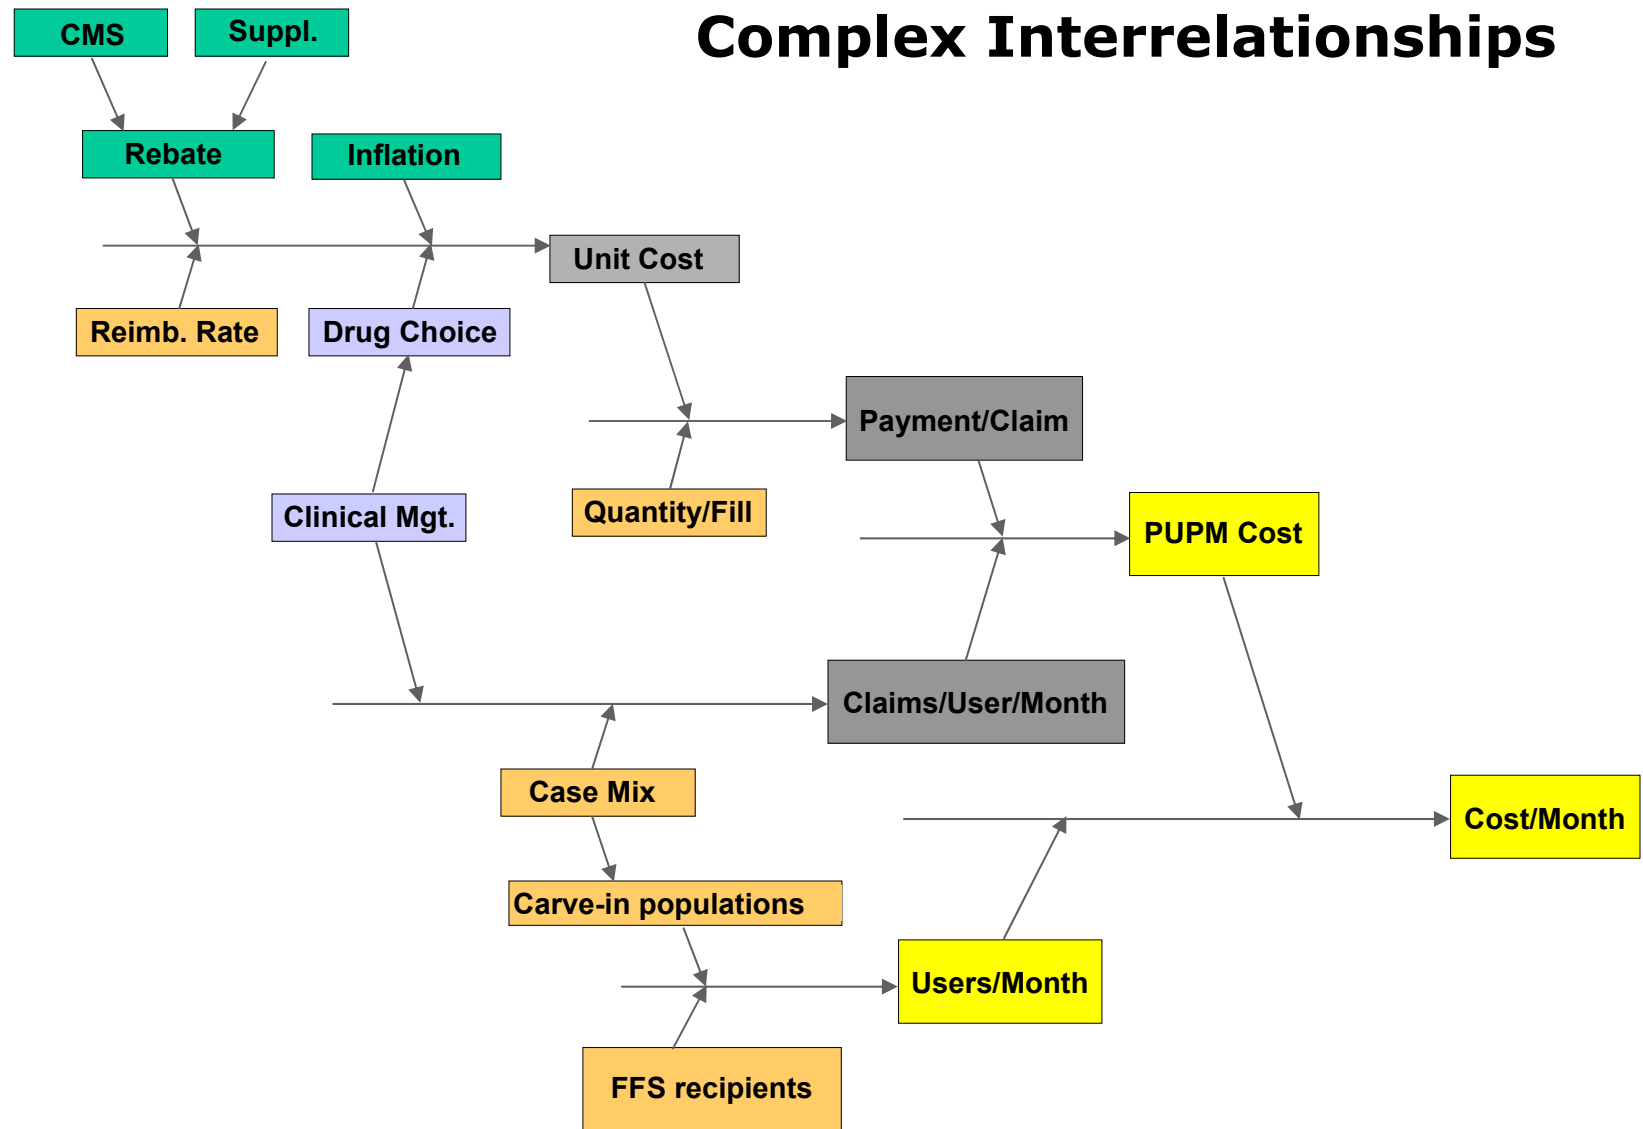 Complex Interrelationships
CMS
Suppl.
Rebate
Inflation
Unit Cost
Reimb. Rate
Drug Choice
Payment/Claim
Clinical Mgt.
Quantity/Fill
PUPM Cost
Claims/User/Month
Case Mix
Cost/Month
Carve-in populations
Users/Month
FFS recipients